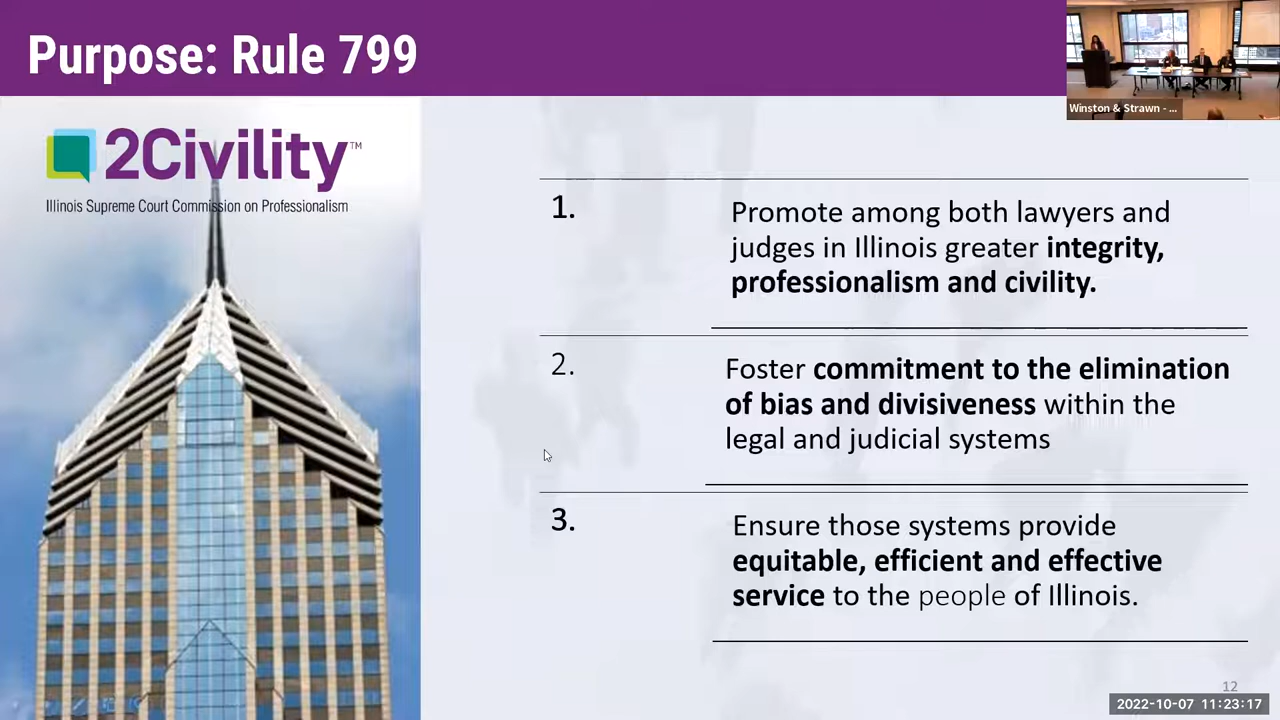 Purpose: Rule 799
Winston & Strawn - ...
2Civility™
Illinois Supreme Court Commission on Professionalism
1.
Promote among both lawyers and
judges in Illinois greater integrity,
professionalism and civility.
2.
Foster commitment to the elimination
of bias and divisiveness within the
legal and judicial systems
3.
Ensure those systems provide
equitable, efficient and effective
service to the people of Illinois.
12
2022-10-07 11:23:17